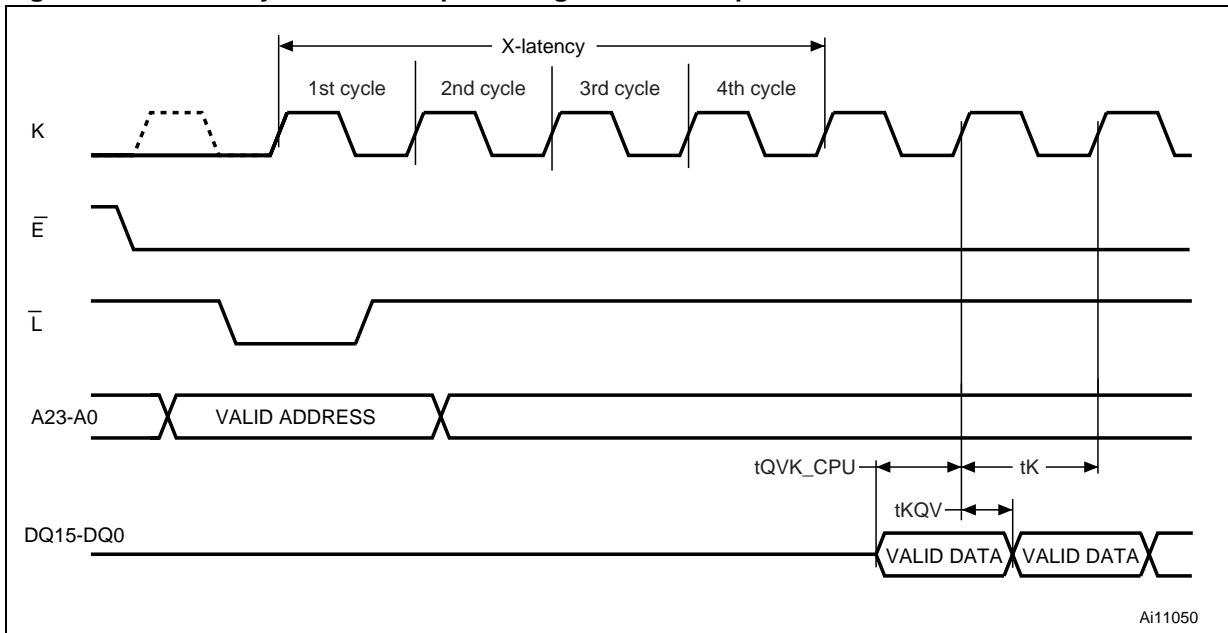 X-latency
1st cycle 2nd cycle 3rd cycle 4th cycle
K
E
L
A23-A0 VALID ADDRESS
tQVK_CPU tK
tKQV
DQ15-DQ0
VALID DATA VALID DATA
Ai11050